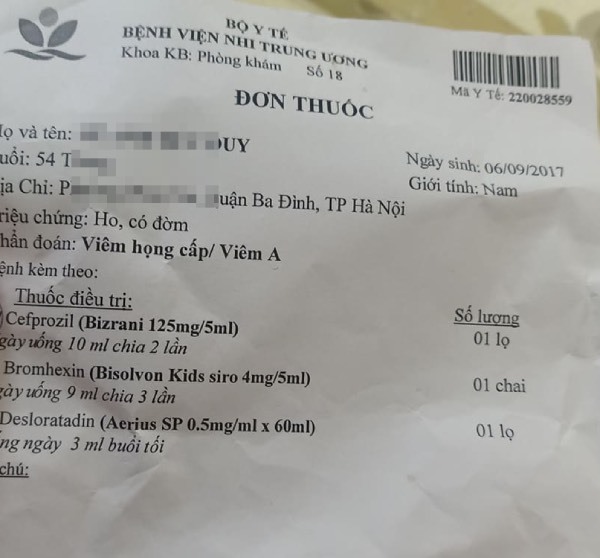 BỘ Y TẾ
BỆNH VIỆN NHI TRUNG ƯƠNG
Khoa KB: Phòng khám Số 18
Mã Y Tế: 220028559
ĐƠN THUỐC
Họ và tên: UY
uổi: 54 T
Ngày sinh: 06/09/2017
ịa Chỉ: P uận Ba Đình, TP Hà Nội
Giới tính: Nam
riệu chứng: Ho, có đờm
hẩn đoán: Viêm họng cấp/ Viêm A
ệnh kèm theo:
Thuốc điều trị:
Số lượng
Cefprozil (Bizrani 125mg/5ml)
01 lọ
gày uống 10 ml chia 2 lần
Bromhexin (Bisolvon Kids siro 4mg/5ml)
01 chai
gày uống 9 ml chia 3 lần
Desloratadin (Aerius SP 0.5mg/ml x 60ml)
01 lọ
ng ngày 3 ml buổi tối
chú: